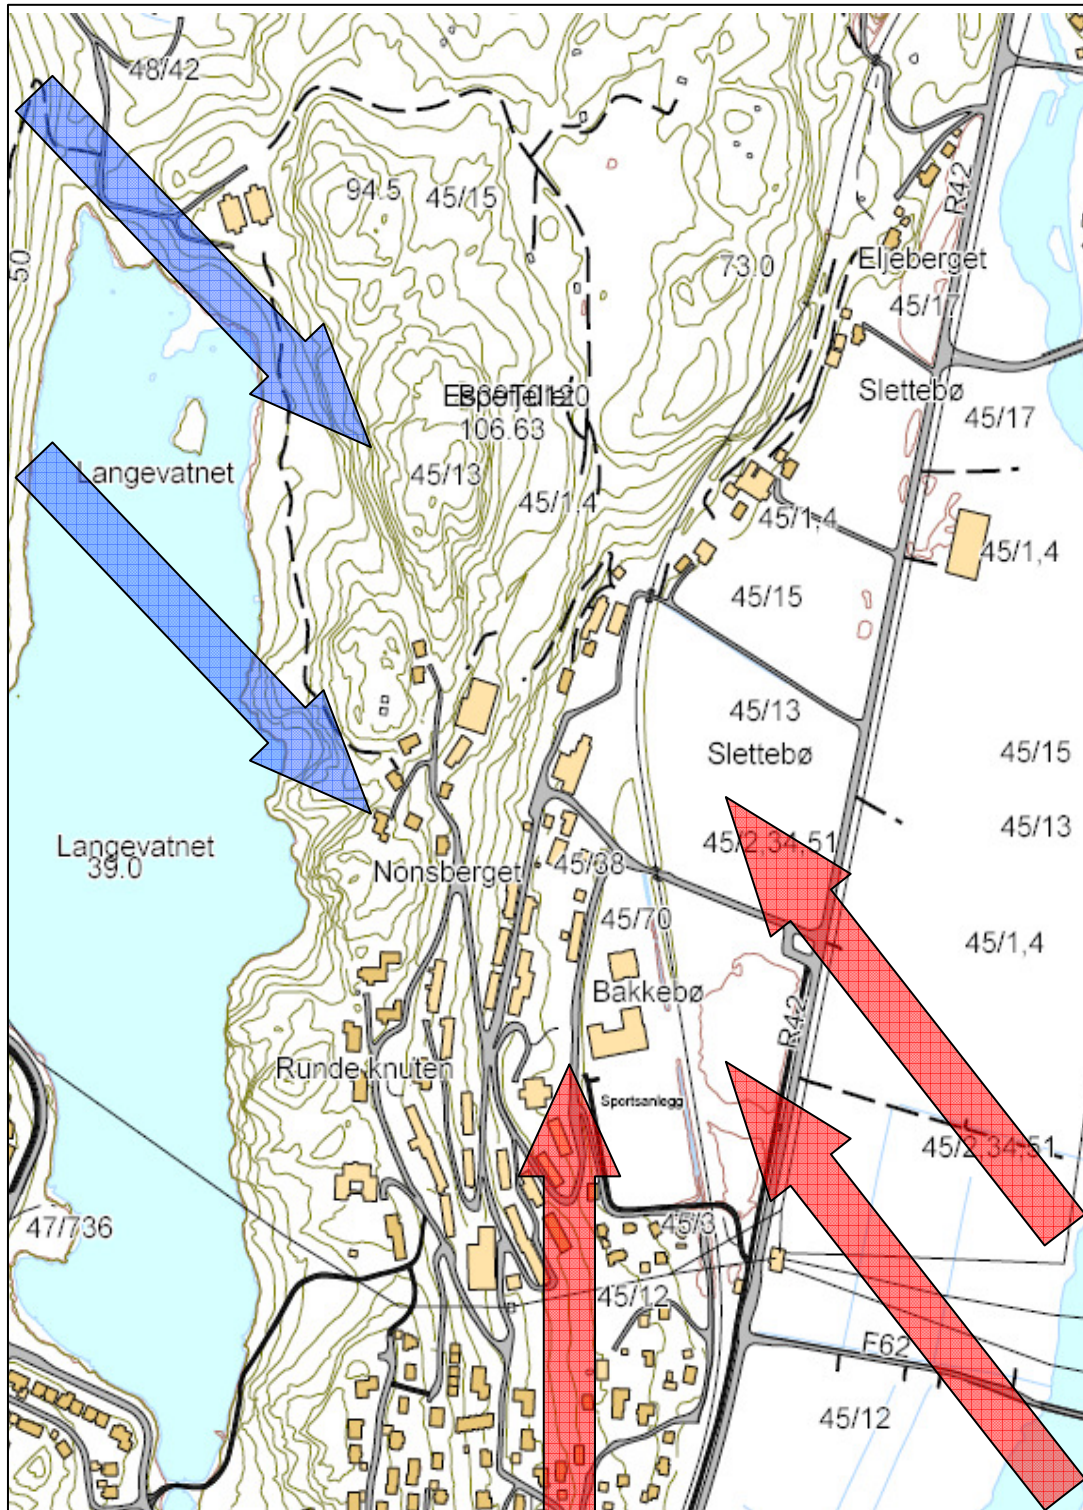 48/42
94.5
45/15
R42
50
73.0
Eljeberget
45/17
Slettebø
106.63
45/17
Langevatnet
45/13
45/1,4
45/1,4
45/1,4
45/15
45/13
Slettebø
45/15
45/13
45/2,34,51
Langevatnet
39.0
Nonsberget
45/38
45/70
45/1,4
Bakkebø
R42
Runde knuten
Sportsanlegg
45/2,34,51
47/736
45/3
45/12
F62
45/12